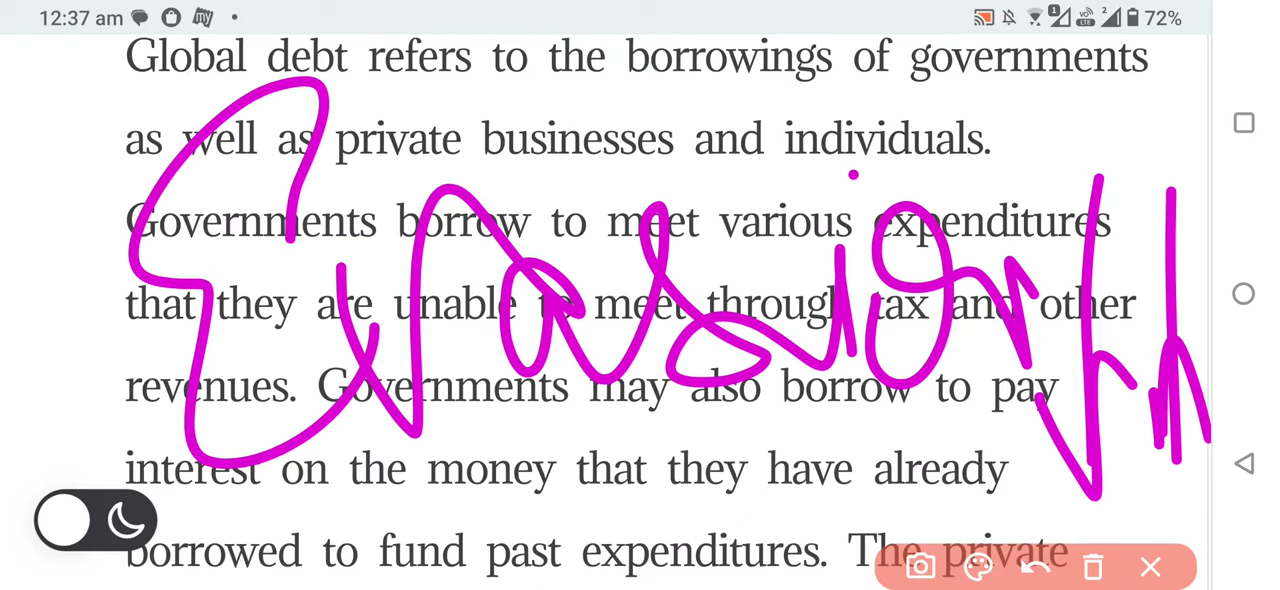 12:37 am 72%
Global debt refers to the borrowings of governments
as well as private businesses and individuals.
Governments borrow to meet various expenditures
that they are unable to meet through tax and other
revenues. Governments may also borrow to pay
interest on the money that they have already
borrowed to fund past expenditures. The private